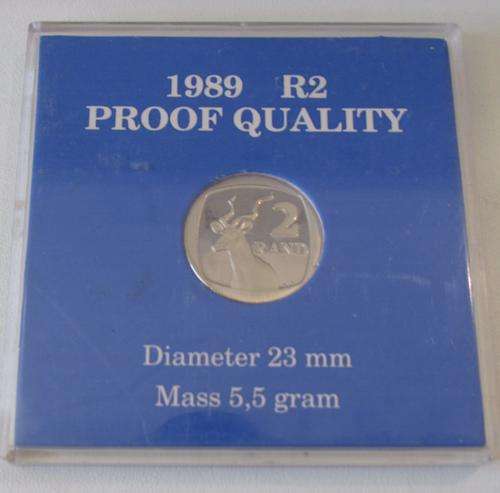 1989 R2
PROOF QUALITY
2
RAND
Diameter 23 mm
Mass 5,5 gram